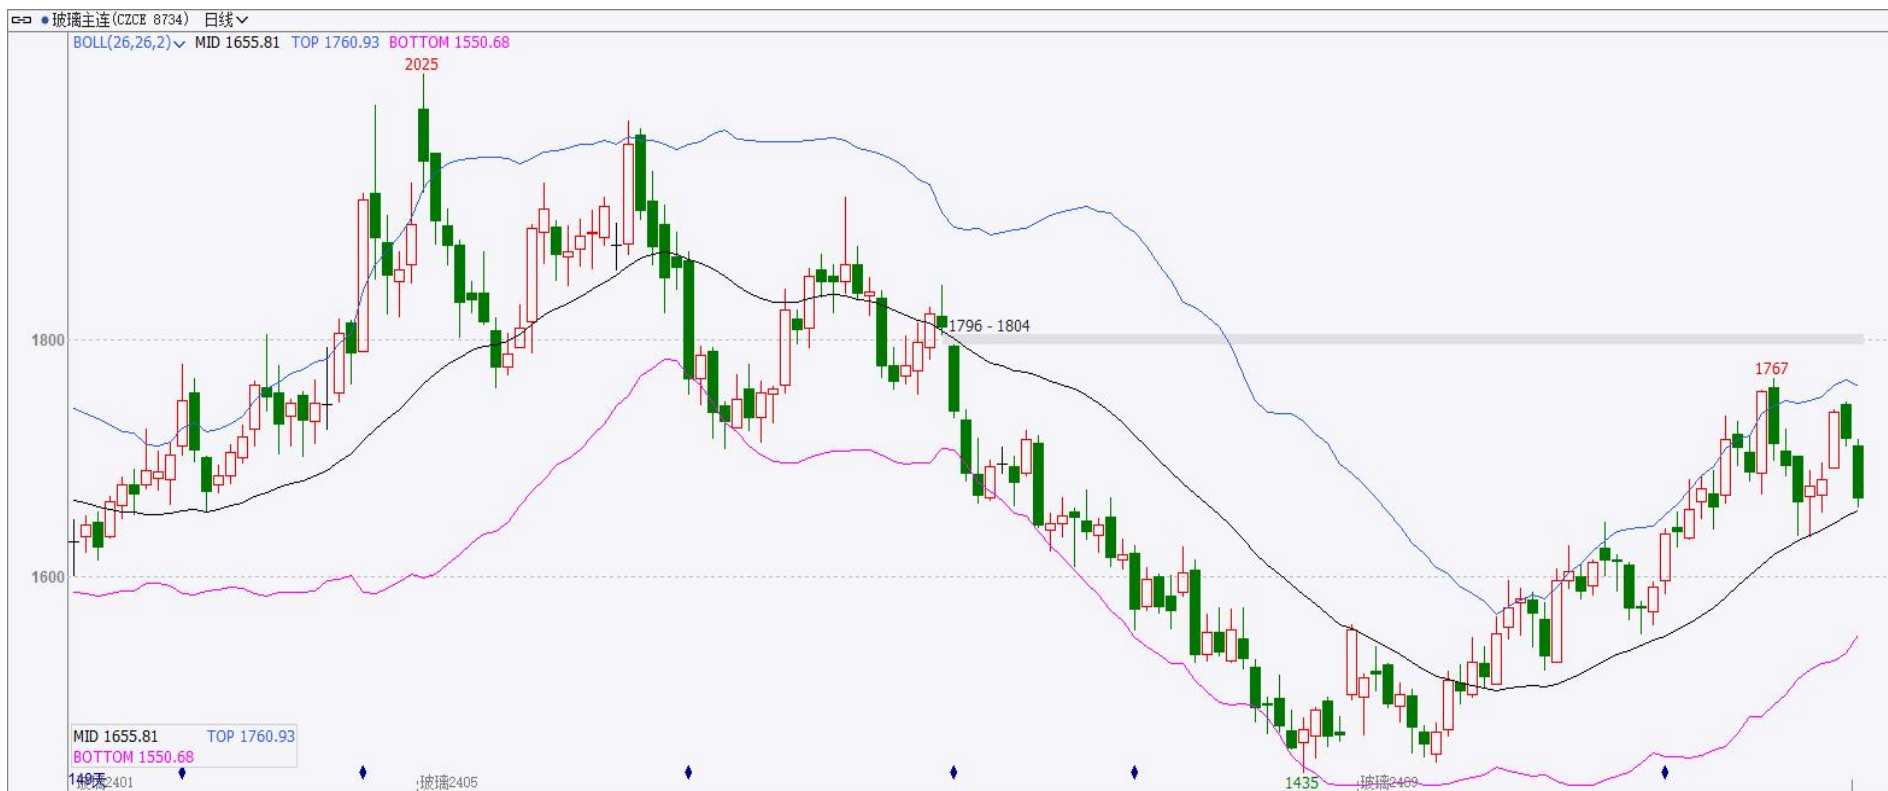 玻璃主连(CZCE 8734) 日线
BOLL(26,26,2) MID 1655.81 TOP 1760.93 BOTTOM 1550.68
2025
1796 - 1804
1800
1767
1600
MID 1655.81 TOP 1760.93
BOTTOM 1550.68
149天
玻璃2401
玻璃2405
1435
玻璃2409